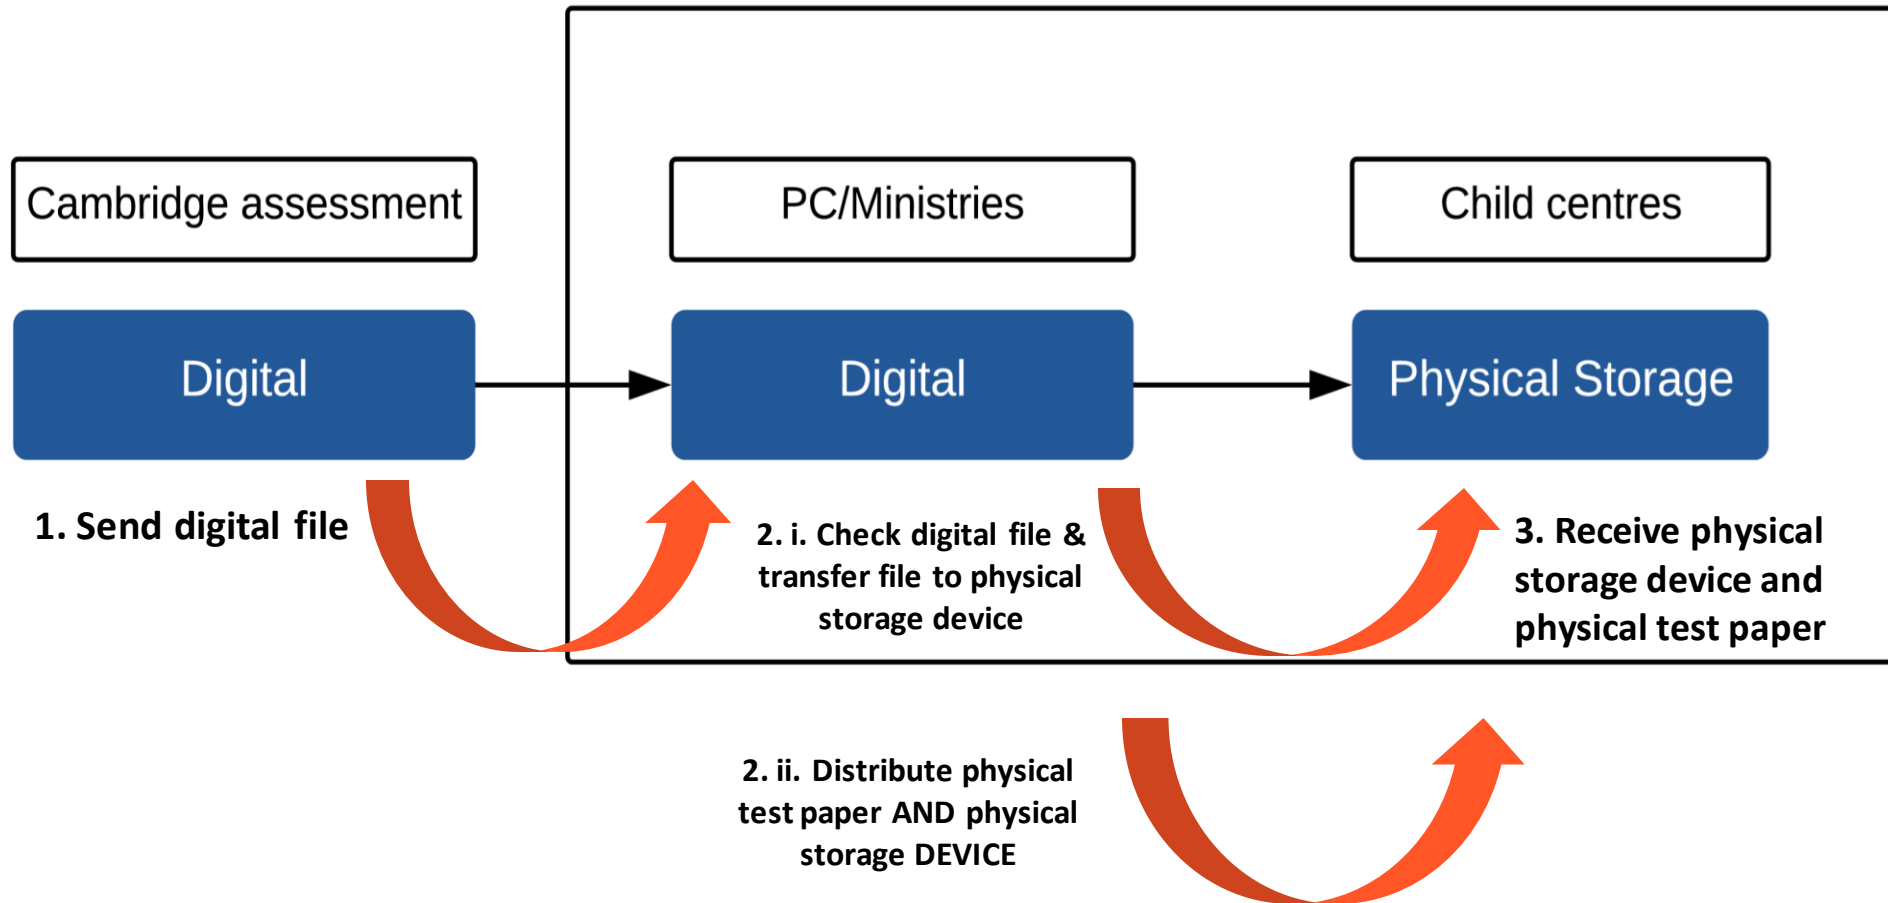 Cambridge assessment
PC/Ministries
Child centres
Digital
Digital
Physical Storage
1. Send digital file
2. i. Check digital file &
transfer file to physical
storage device
3. Receive physical
storage device and
physical test paper
2. ii. Distribute physical
test paper AND physical
storage DEVICE